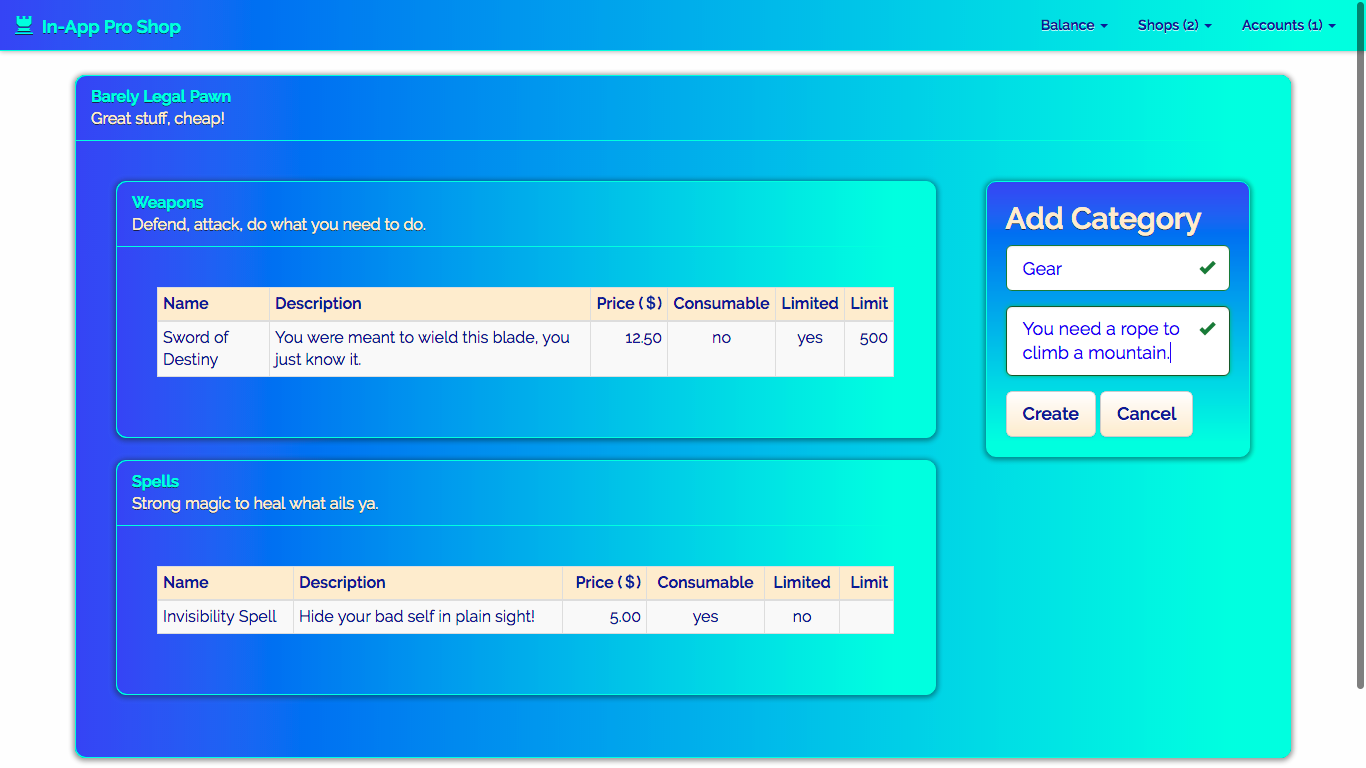 In-App Pro Shop
Balance Shops (2) Accounts (1)
Barely Legal Pawn
Great stuff, cheap!
Weapons
Defend, attack, do what you need to do.
Name Description Price ($) Consumable Limited Limit
Sword of Destiny You were meant to wield this blade, you just know it. 12.50 no yes 500
Spells
Strong magic to heal what ails ya.
Name Description Price ($) Consumable Limited Limit
Invisibility Spell Hide your bad self in plain sight! 5.00 yes no
Add Category
Gear
You need a rope to
climb a mountain.
Create Cancel